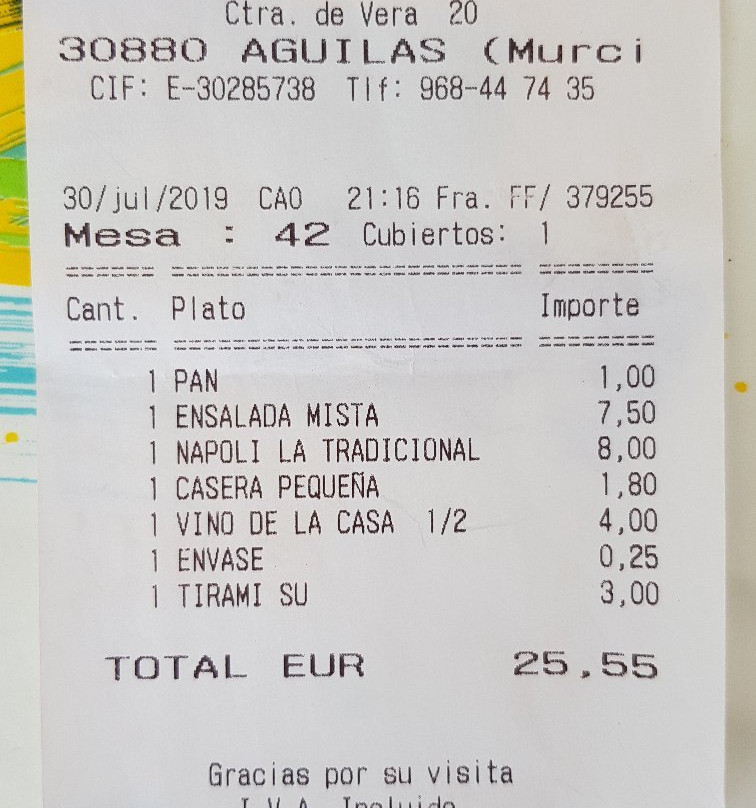 Ctra. de Vera 20
30880 AGUILAS (Murci
CIF: E-30285738 Tlf: 968-44 74 35
30/jul/2019 CAO 21:16 Fra. FF/ 379255
Mesa : 42 Cubiertos: 1
Cant. Plato Importe
1 PAN 1,00
1 ENSALADA MISTA 7,50
1 NAPOLI LA TRADICIONAL 8,00
1 CASERA PEQUEÑA 1,80
1 VINO DE LA CASA 1/2 4,00
1 ENVASE 0,25
1 TIRAMI SU 3,00
TOTAL EUR 25,55
Gracias por su visita
I.V.A. Incluido